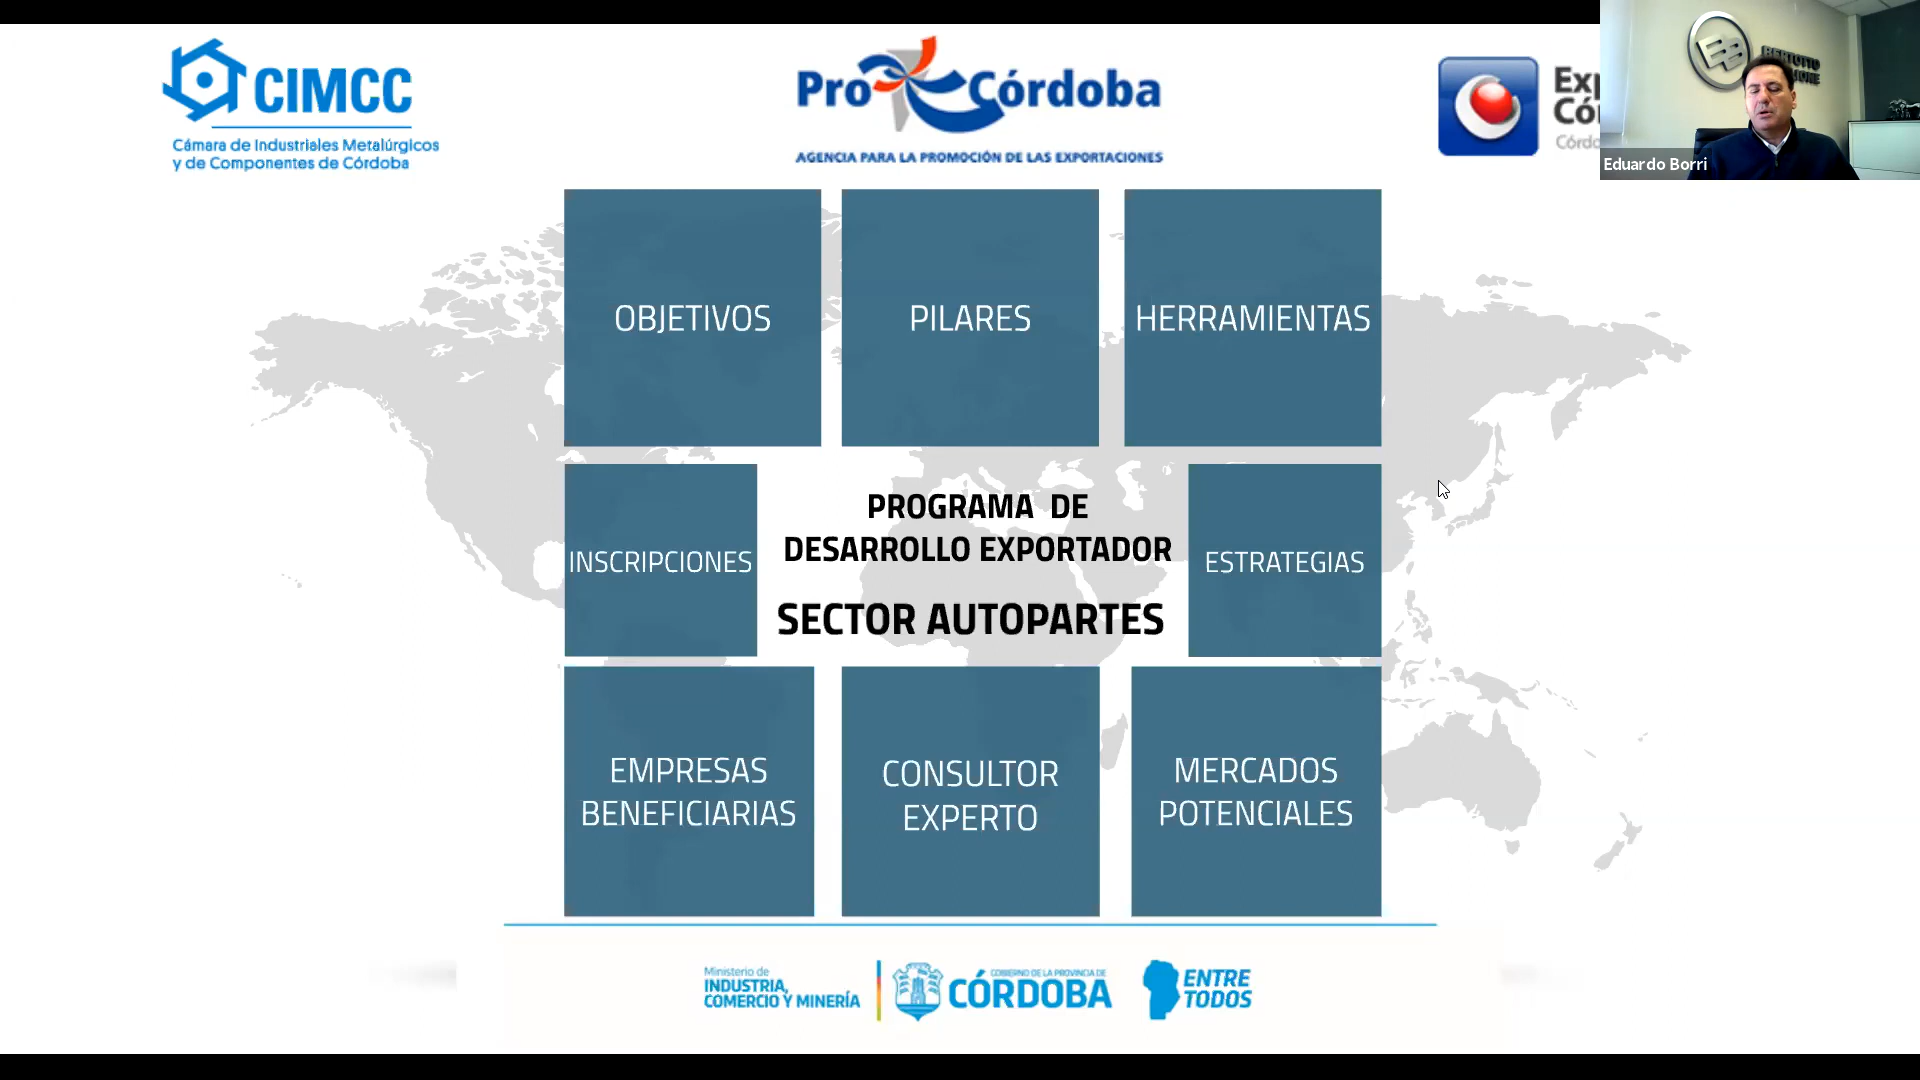 CIMCC
Cámara de Industriales Metalúrgicos
y de Componentes de Córdoba
Pro Córdoba
AGENCIA PARA LA PROMOCIÓN DE LAS EXPORTACIONES
Eduardo Borri
OBJETIVOS
PILARES
HERRAMIENTAS
INSCRIPCIONES
PROGRAMA DE
DESARROLLO EXPORTADOR
SECTOR AUTOPARTES
ESTRATEGIAS
EMPRESAS
BENEFICIARIAS
CONSULTOR
EXPERTO
MERCADOS
POTENCIALES
Ministerio de
INDUSTRIA,
COMERCIO Y MINERÍA
GOBIERNO DE LA PROVINCIA DE
CÓRDOBA
ENTRE
TODOS